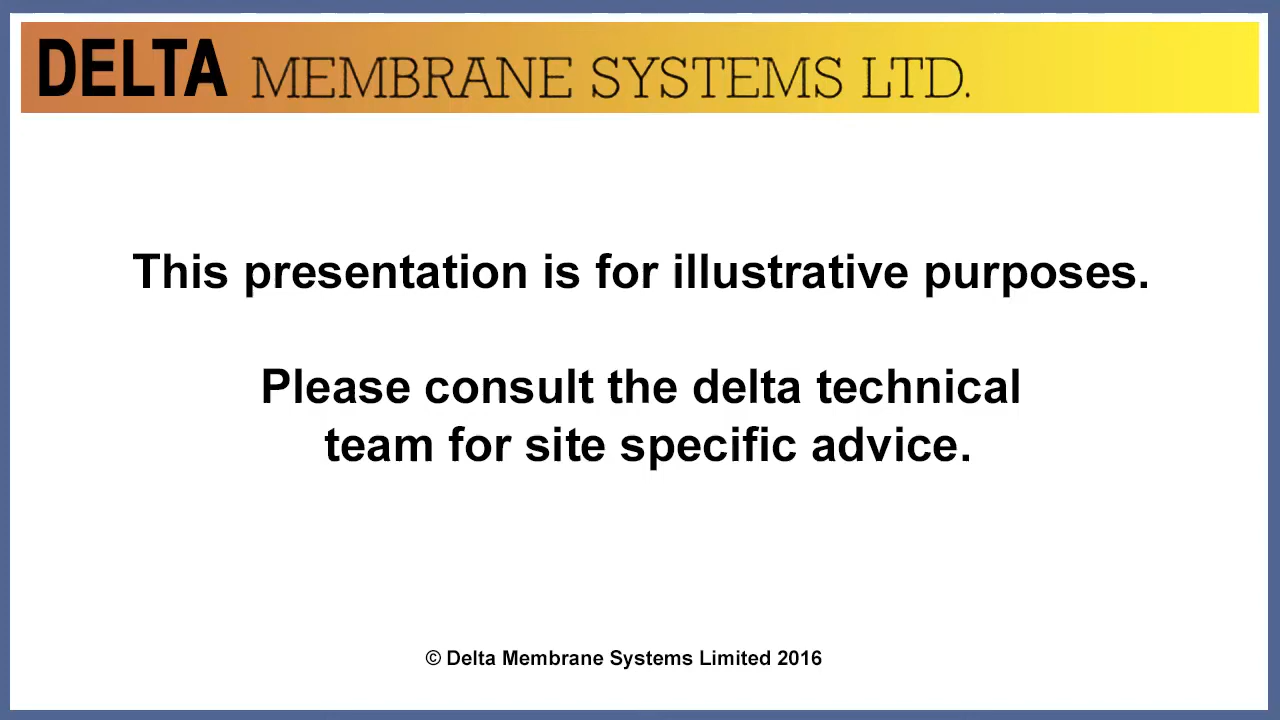 DELTA MEMBRANE SYSTEMS LTD.
This presentation is for illustrative purposes.
Please consult the delta technical
team for site specific advice.
© Delta Membrane Systems Limited 2016